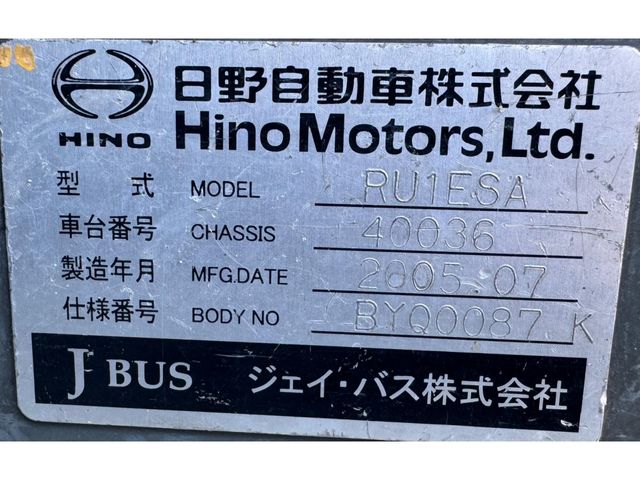 日野自動車株式会社
HINO Hino Motors, Ltd.
型 式 MODEL RU1ESA
車台番号 CHASSIS 40036
製造年月 MFG.DATE 2005.07
仕様番号 BODY NO BYQ0087 K
J BUS ジェイ・バス株式会社